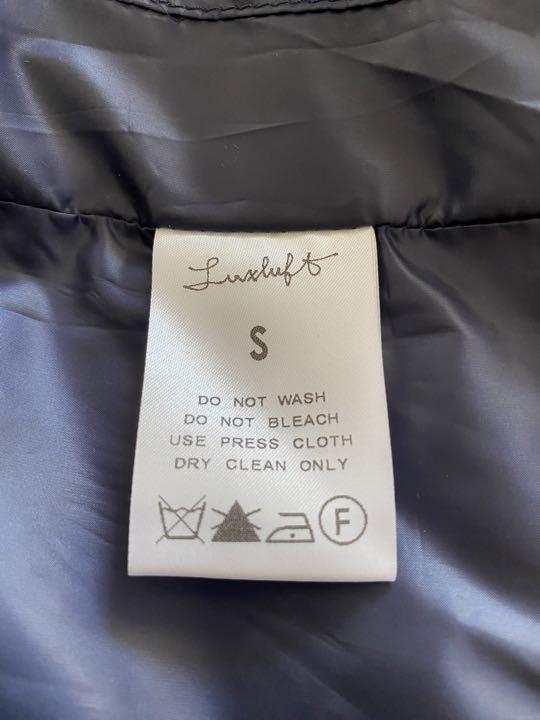 Luxluft
S
DO NOT WASH
DO NOT BLEACH
USE PRESS CLOTH
DRY CLEAN ONLY
F